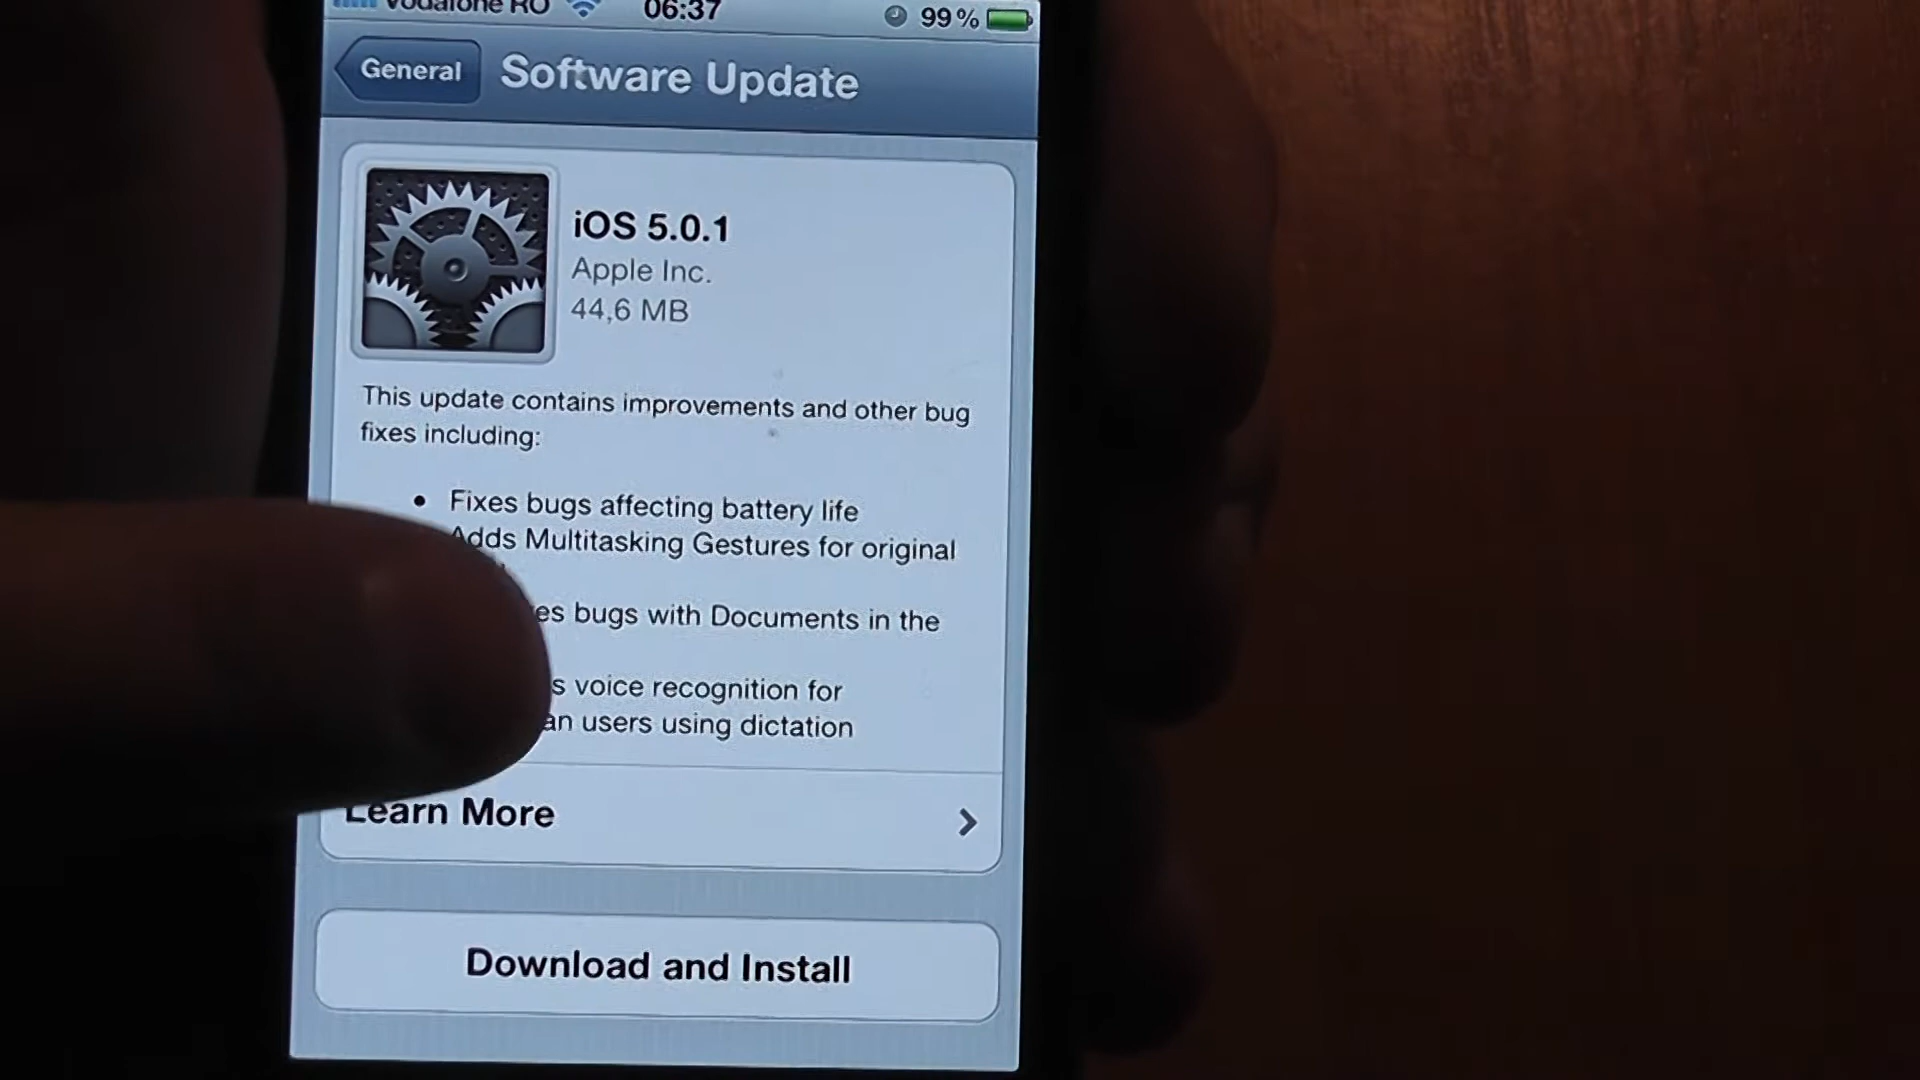 vodafone RO 06:37 99%
General Software Update
iOS 5.0.1
Apple Inc.
44,6 MB
This update contains improvements and other bug
fixes including:
• Fixes bugs affecting battery life
Adds Multitasking Gestures for original
es bugs with Documents in the
s voice recognition for
an users using dictation
Learn More
Download and Install